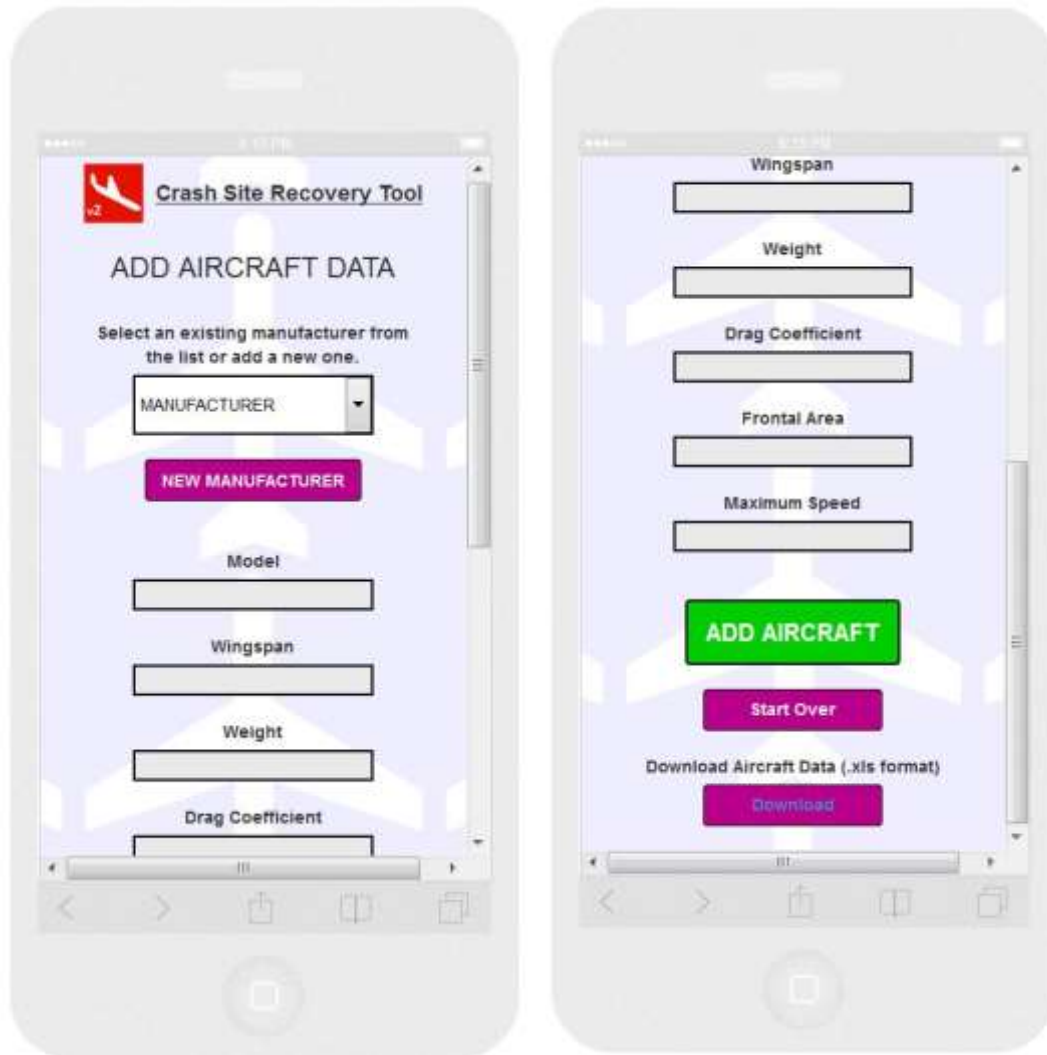 v2
Crash Site Recovery Tool
ADD AIRCRAFT DATA
Select an existing manufacturer from
the list or add a new one.
MANUFACTURER
NEW MANUFACTURER
Model
Wingspan
Weight
Drag Coefficient
Wingspan
Weight
Drag Coefficient
Frontal Area
Maximum Speed
ADD AIRCRAFT
Start Over
Download Aircraft Data (.xls format)
Download